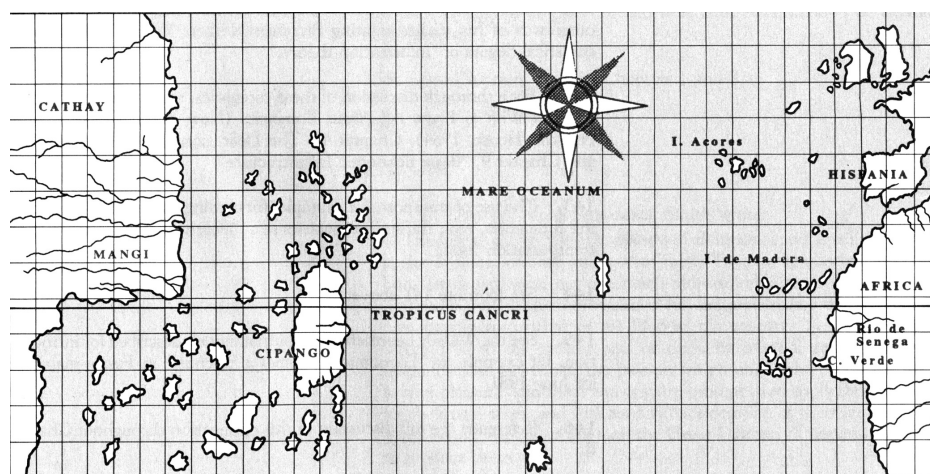 CATHAY
I. Acores
HISPANIA
MARE OCEANUM
MANGI
I. de Madera
AFRICA
TROPICUS CANCRI
Rio de
Senega
CIPANGO
C. Verde